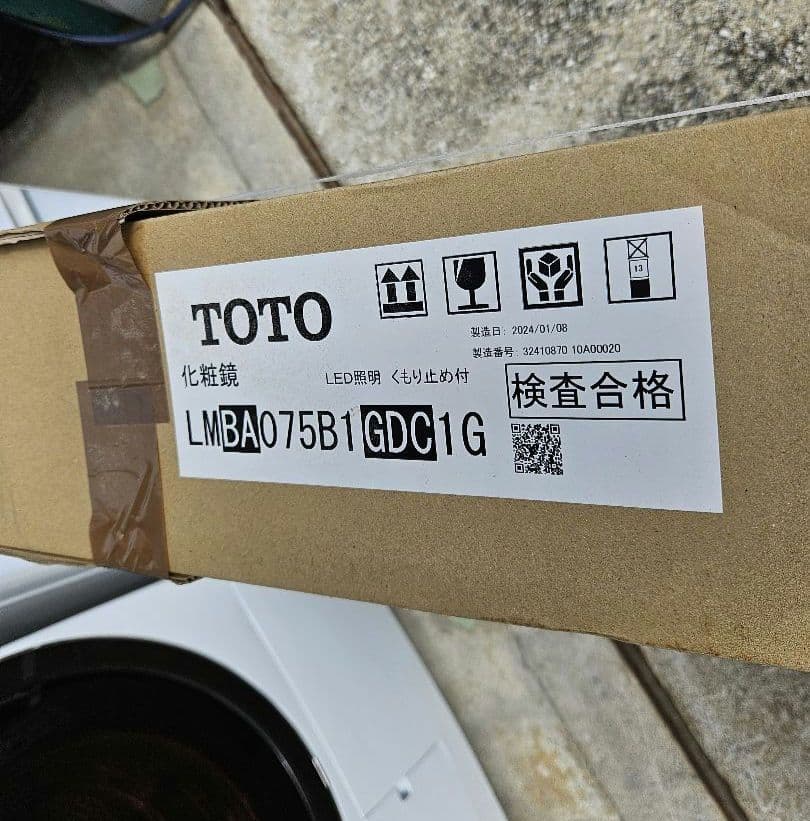 TOTO
13
製造日: 2024/01/08
製造番号: 32410870 10A00020
化粧鏡
LED照明 くもり止め付
検査合格
LMBA075B1GDC1G